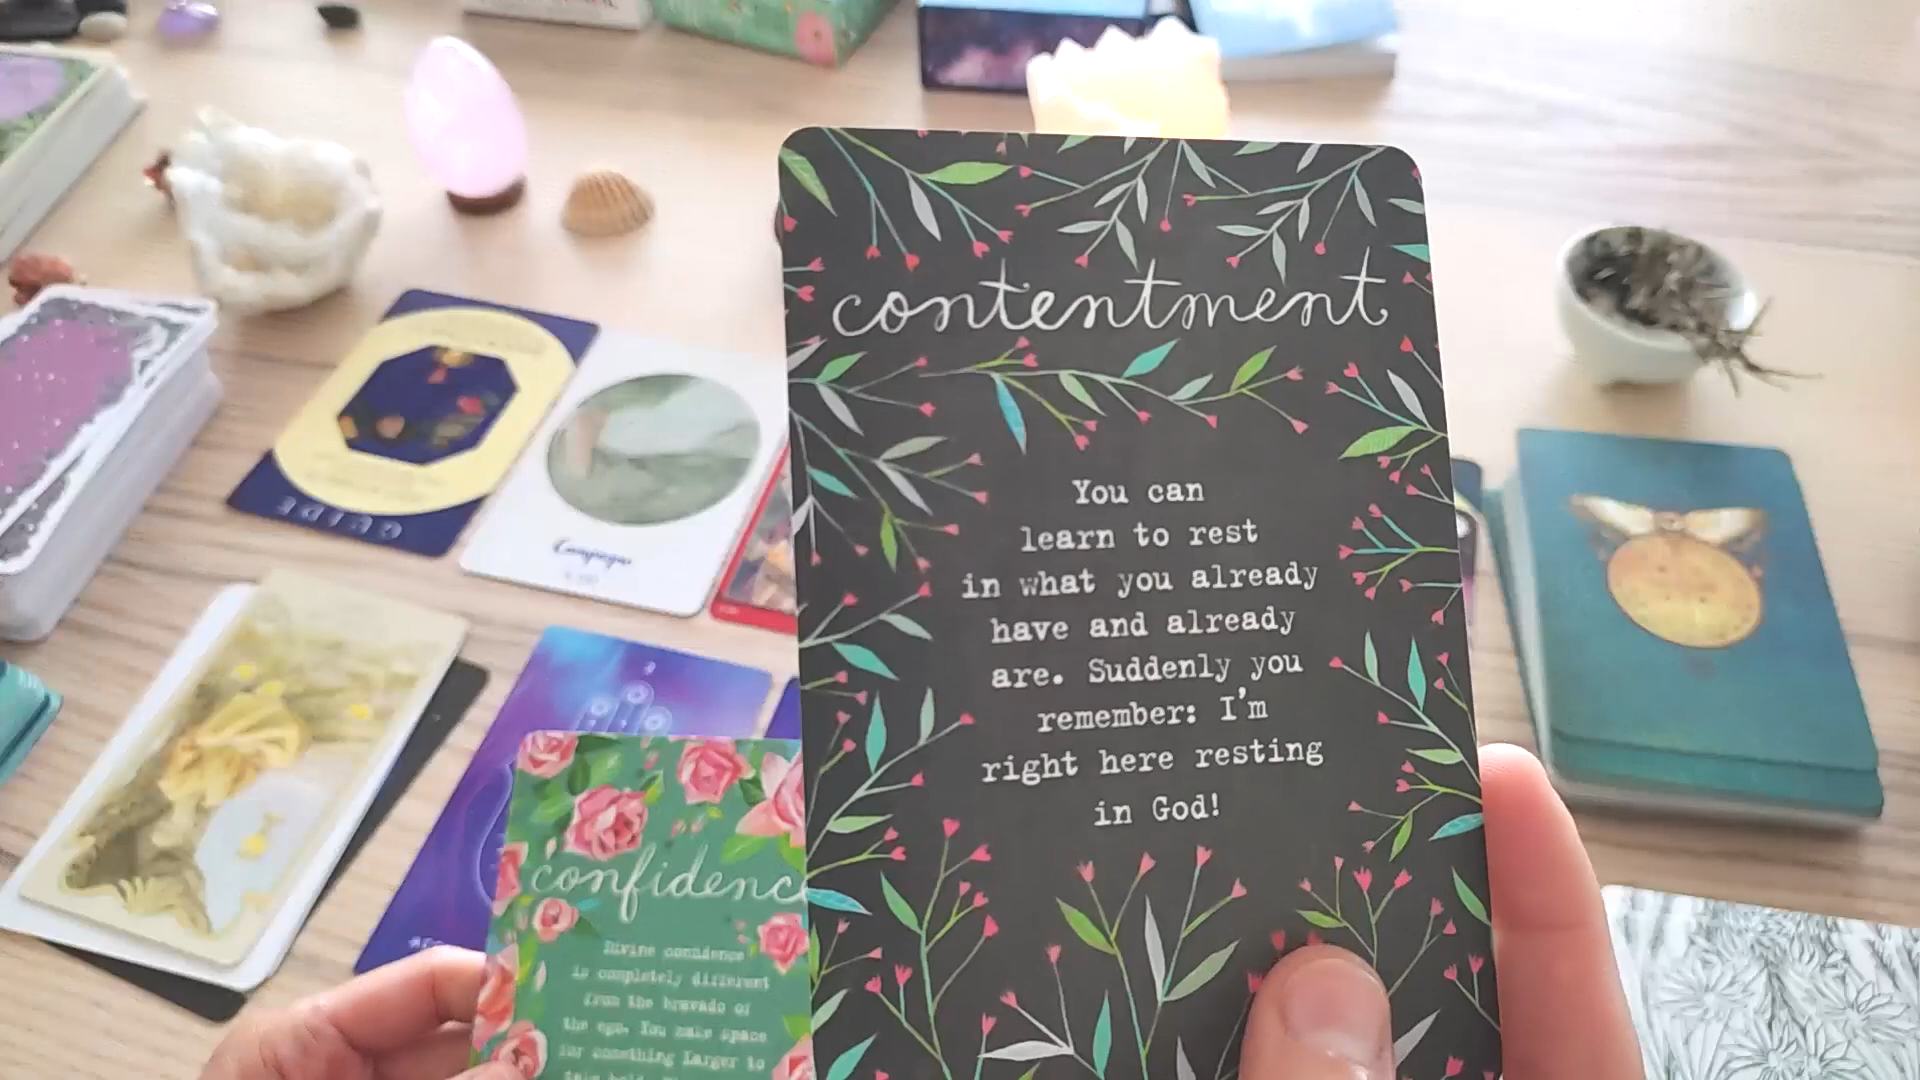 contentment
You can
learn to rest
in what you already
have and already
are. Suddenly you
remember: I'm
right here resting
in God!
GUIDE
confidenc
Divine confidence
is completely different
from the bravado of
the ego. You make space
for something larger to